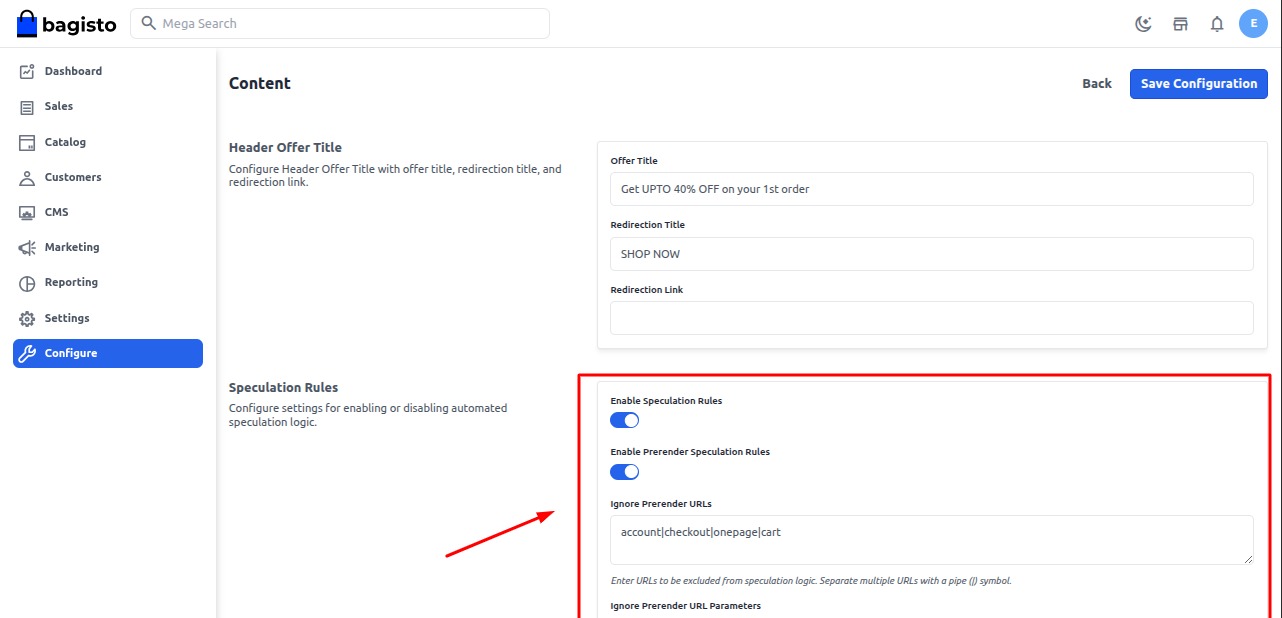 bagisto
Mega Search
E
Dashboard
Sales
Catalog
Customers
CMS
Marketing
Reporting
Settings
Configure
Content
Back
Save Configuration
Header Offer Title
Configure Header Offer Title with offer title, redirection title, and
redirection link.
Offer Title
Get UPTO 40% OFF on your 1st order
Redirection Title
SHOP NOW
Redirection Link
Speculation Rules
Configure settings for enabling or disabling automated
speculation logic.
Enable Speculation Rules
Enable Prerender Speculation Rules
Ignore Prerender URLs
account|checkout|onepage|cart
Enter URLs to be excluded from speculation logic. Separate multiple URLs with a pipe (|) symbol.
Ignore Prerender URL Parameters